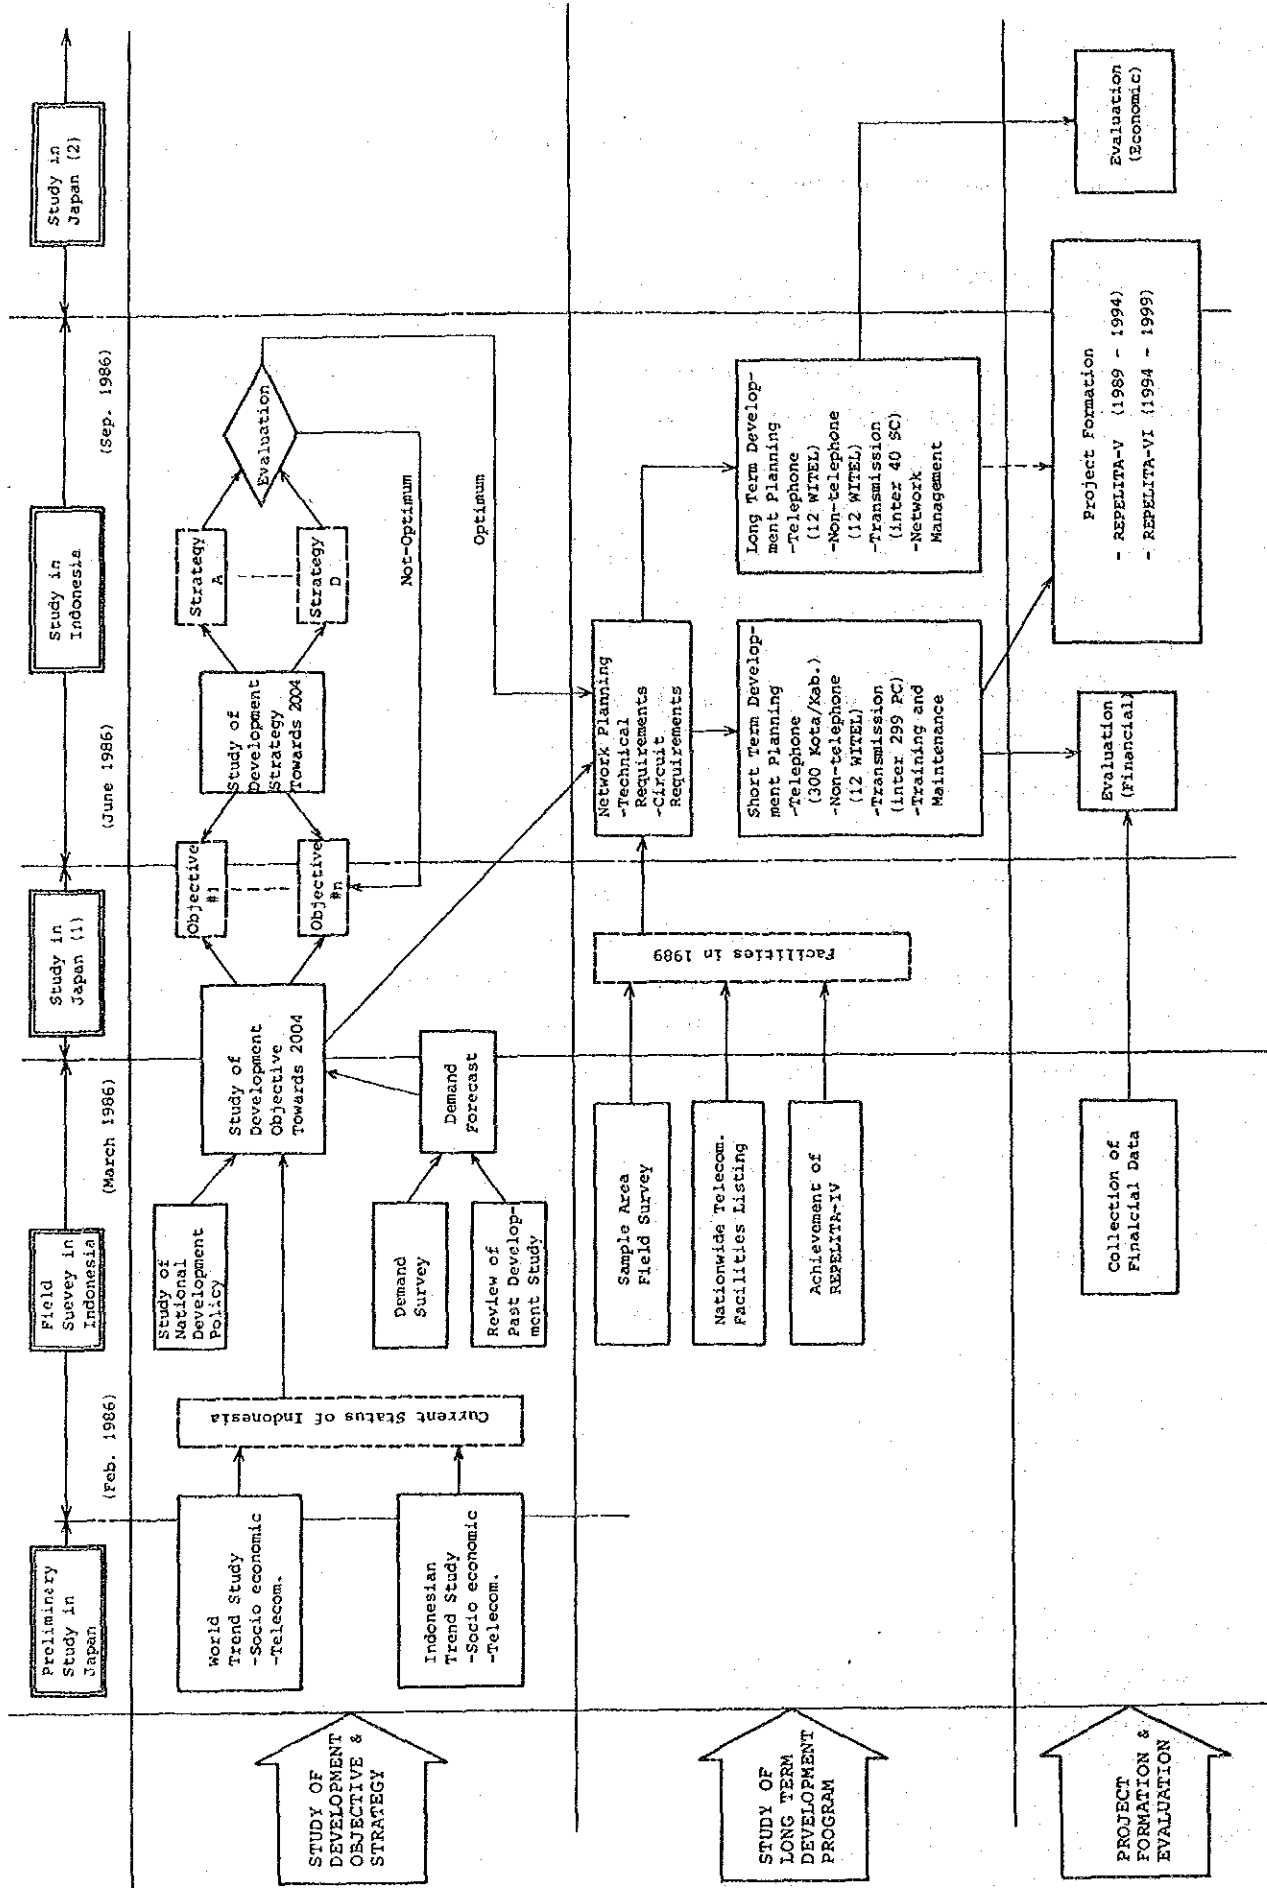 Preliminary
Study in
Japan
Field
Suevey in
Indonesia
Study in
Japan (1)
Study in
Indonesia
Study in
Japan (2)
(Feb. 1986)
(March 1986)
(June 1986)
(Sep. 1986)
STUDY OF
DEVELOPMENT
OBJECTIVE &
STRATEGY
World
Trend Study
-Socio economic
-Telecom.
Indonesian
Trend Study
-Socio economic
-Telecom.
Current Status of Indonesia
Study of
National
Development
Policy
Demand
Survey
Review of
Past Develop-
ment Study
Study of
Development
Objective
Towards 2004
Demand
Forecast
Objective
#1
Objective
#n
Study of
Development
Strategy
Towards 2004
Strategy
A
Strategy
D
Evaluation
Not-Optimum
Optimum
STUDY OF
LONG TERM
DEVELOPMENT
PROGRAM
Sample Area
Field Survey
Nationwide Telecom.
Facilities Listing
Achievement of
REPELITA-IV
Facilities in 1989
Network Planning
-Technical
Requirements
-Circuit
Requirements
Short Term Develop-
ment Planning
-Telephone
(300 Kota/Kab.)
-Non-telephone
(12 WITEL)
-Transmission
(inter 299 PC)
-Training and
Maintenance
Long Term Develop-
ment Planning
-Telephone
(12 WITEL)
-Non-telephone
(12 WITEL)
-Transmission
(inter 40 SC)
-Network
Management
PROJECT
FORMATION &
EVALUATION
Collection of
Finalcial Data
Evaluation
(Financial)
Project Formation
- REPELITA-V (1989 - 1994)
- REPELITA-VI (1994 - 1999)
Evaluation
(Economic)